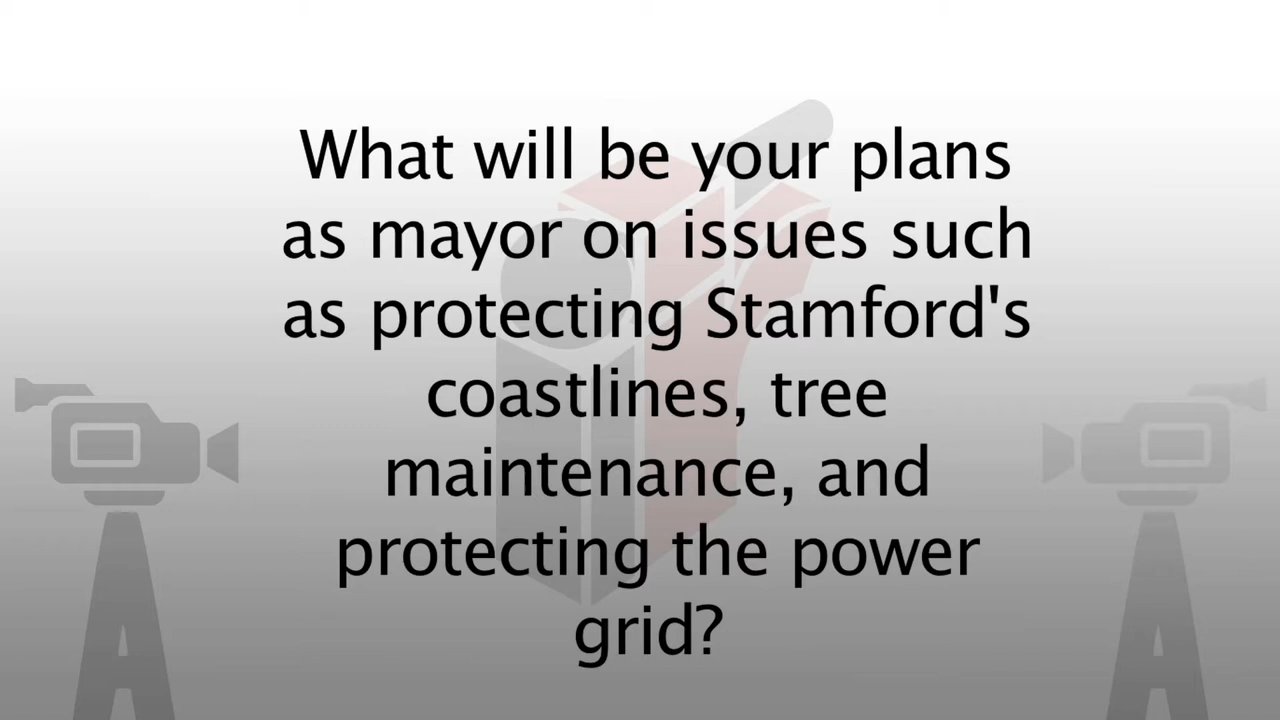 What will be your plans
as mayor on issues such
as protecting Stamford's
coastlines, tree
maintenance, and
protecting the power
grid?